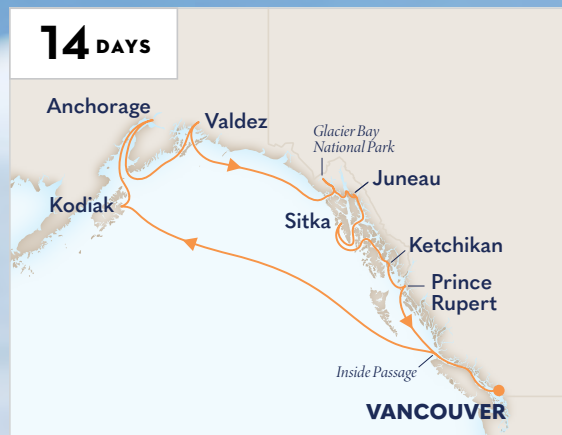 14 DAYS
Anchorage
Valdez
Glacier Bay
National Park
Juneau
Kodiak
Sitka
Ketchikan
Prince
Rupert
Inside Passage
VANCOUVER